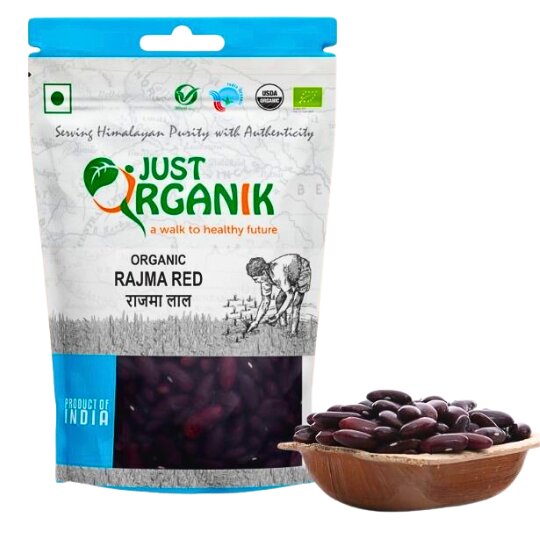 USDA
ORGANIC
Serving Himalayan Purity with Authenticity
JUST
ORGANIK
a walk to healthy future
ORGANIC
RAJMA RED
राजमा लाल
PRODUCT OF
INDIA